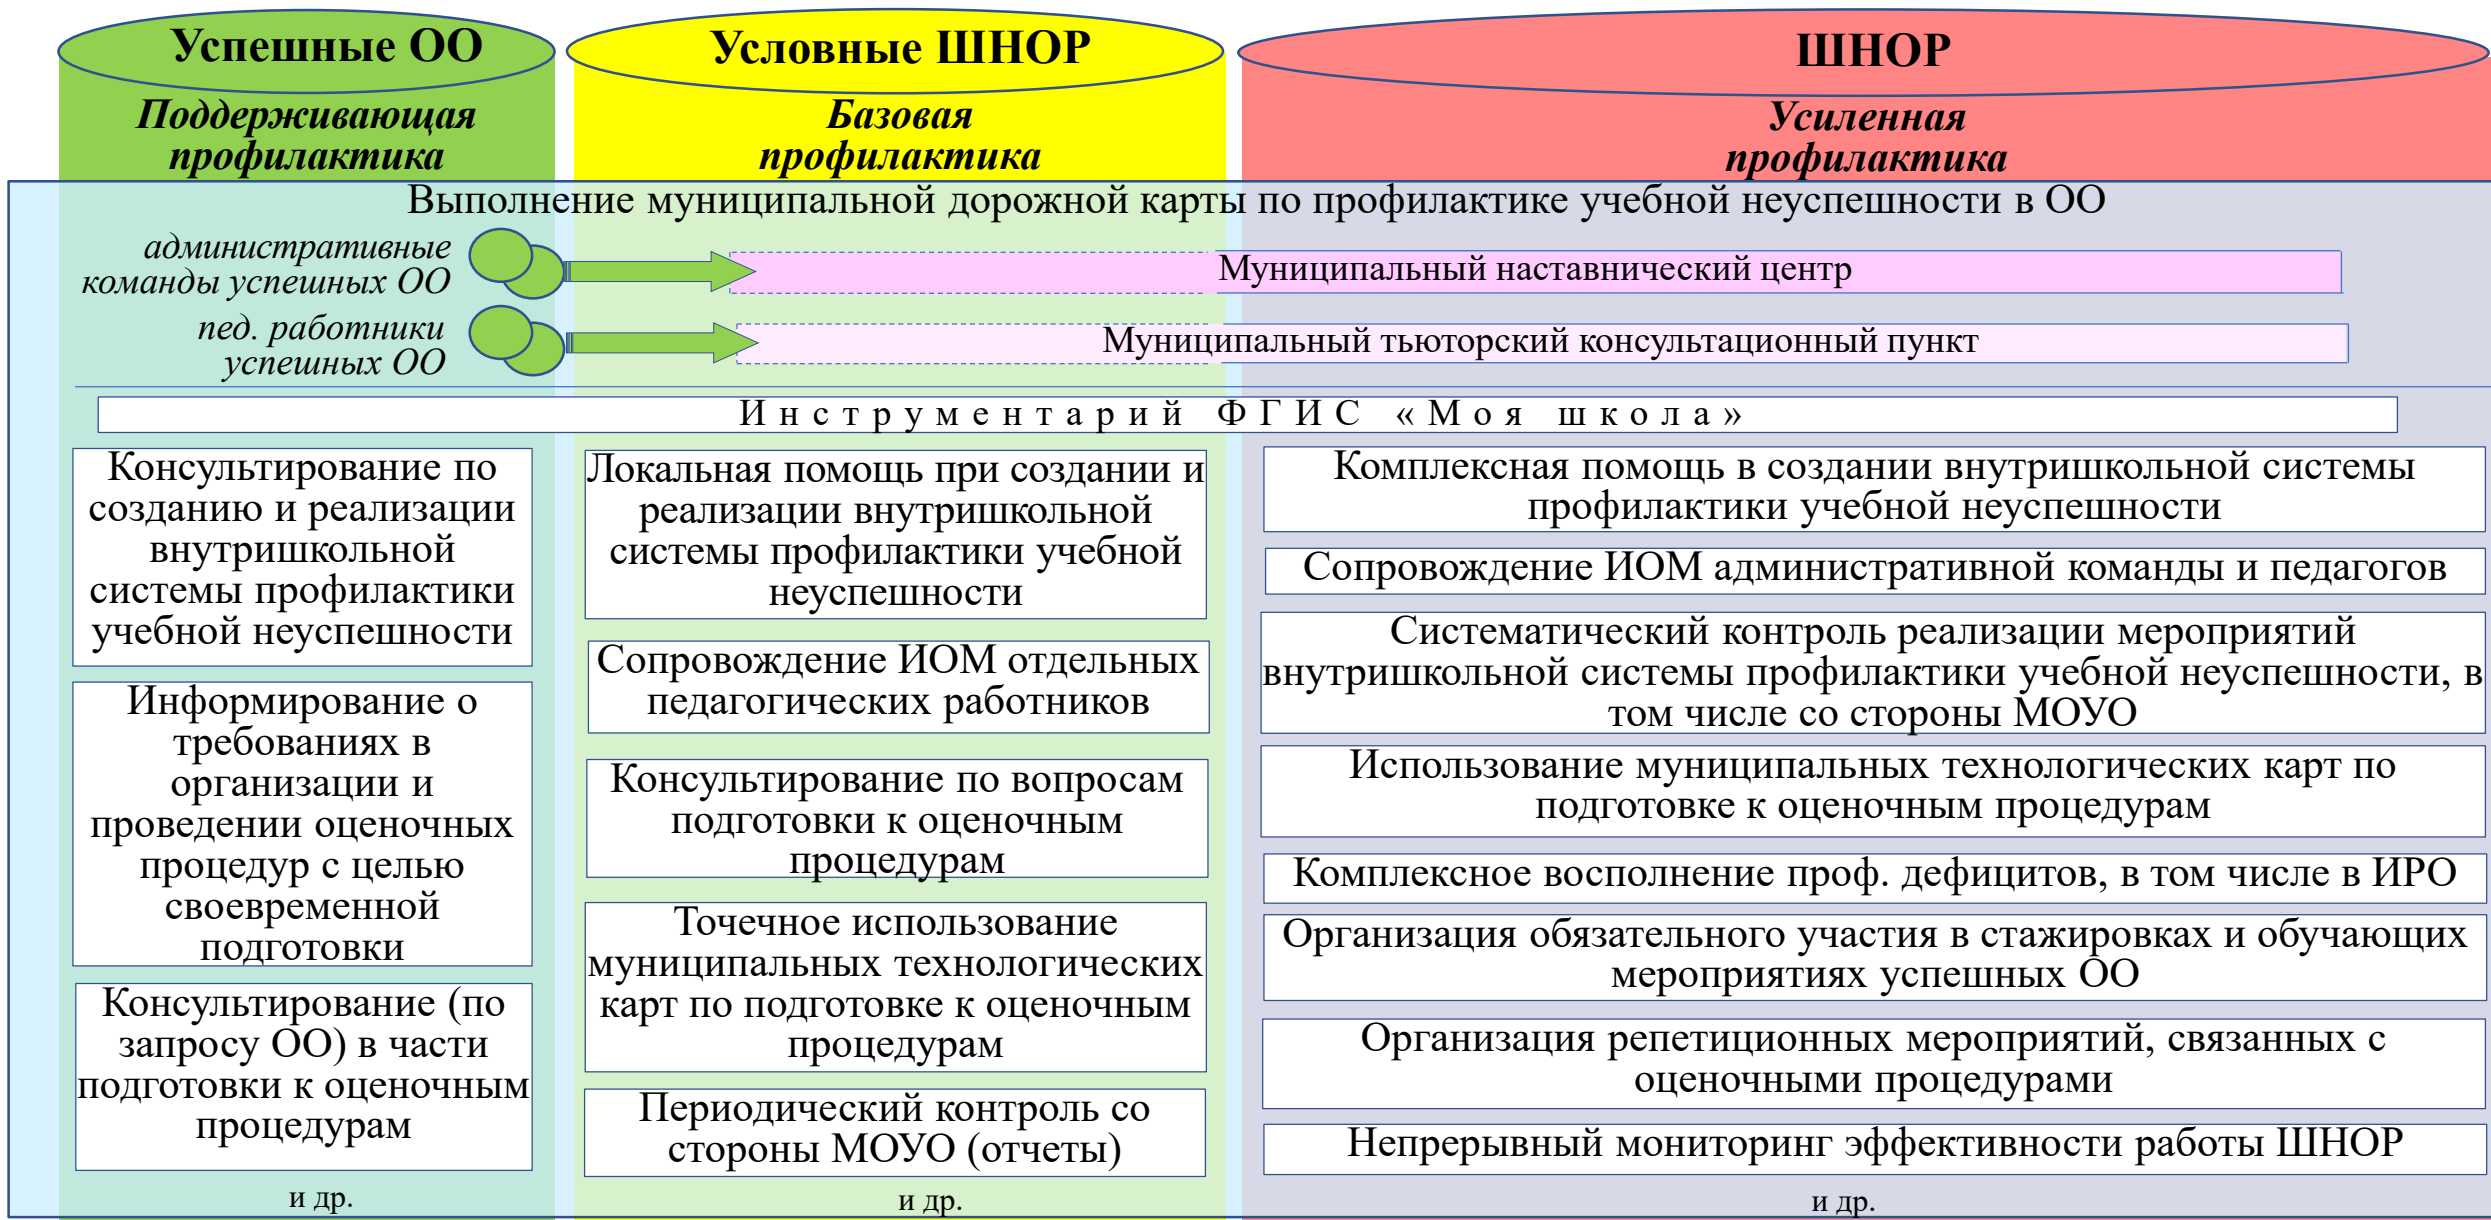 Успешные ОО
Поддерживающая
профилактика
Условные ШНОР
Базовая
профилактика
ШНОР
Усиленная
профилактика
Выполнение муниципальной дорожной карты по профилактике учебной неуспешности в ОО
административные
команды успешных ОО
Муниципальный наставнический центр
пед. работники
успешных ОО
Муниципальный тьюторский консультационный пункт
Инструментарий ФГИС «Моя школа»
Консультирование по
созданию и реализации
внутришкольной
системы профилактики
учебной неуспешности
Информирование о
требованиях в
организации и
проведении оценочных
процедур с целью
своевременной
подготовки
Консультирование (по
запросу ОО) в части
подготовки к оценочным
процедурам
и др.
Локальная помощь при создании и
реализации внутришкольной
системы профилактики учебной
неуспешности
Сопровождение ИОМ отдельных
педагогических работников
Консультирование по вопросам
подготовки к оценочным
процедурам
Точечное использование
муниципальных технологических
карт по подготовке к оценочным
процедурам
Периодический контроль со
стороны МОУО (отчеты)
и др.
Комплексная помощь в создании внутришкольной системы
профилактики учебной неуспешности
Сопровождение ИОМ административной команды и педагогов
Систематический контроль реализации мероприятий
внутришкольной системы профилактики учебной неуспешности, в
том числе со стороны МОУО
Использование муниципальных технологических карт по
подготовке к оценочным процедурам
Комплексное восполнение проф. дефицитов, в том числе в ИРО
Организация обязательного участия в стажировках и обучающих
мероприятиях успешных ОО
Организация репетиционных мероприятий, связанных с
оценочными процедурами
Непрерывный мониторинг эффективности работы ШНОР
и др.